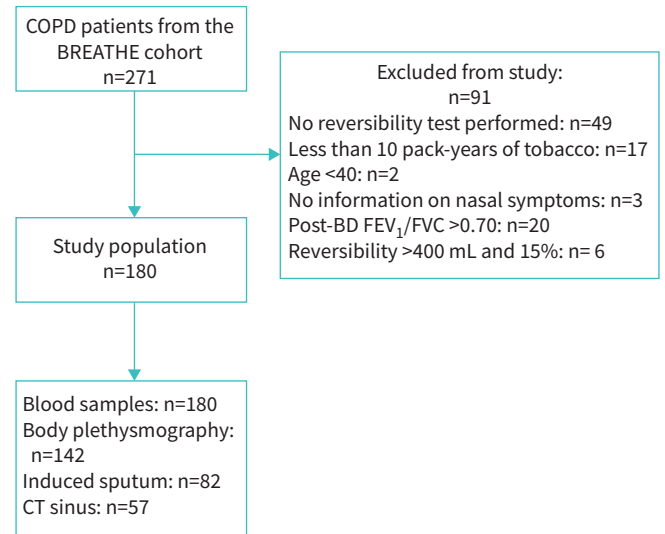 COPD patients from the
BREATHE cohort
n=271
Excluded from study:
n=91
No reversibility test performed: n=49
Less than 10 pack-years of tobacco: n=17
Age <40: n=2
No information on nasal symptoms: n=3
Post-BD FEV₁/FVC >0.70: n=20
Reversibility >400 mL and 15%: n= 6
Study population
n=180
Blood samples: n=180
Body plethysmography:
n=142
Induced sputum: n=82
CT sinus: n=57